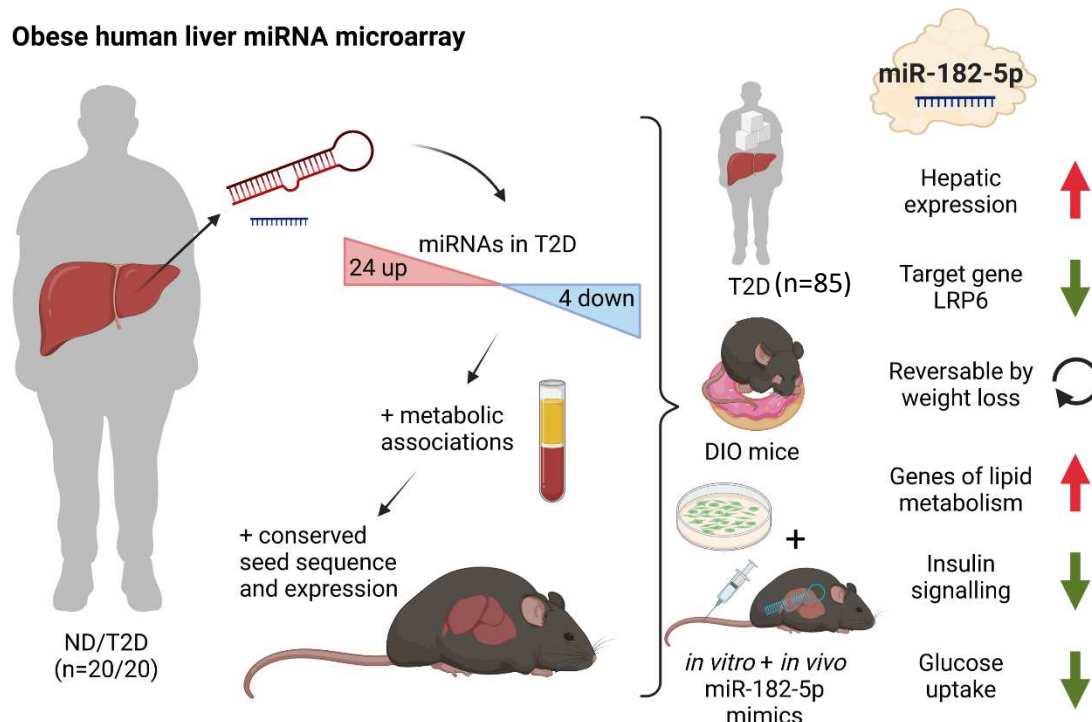 Obese human liver miRNA microarray
miRNAs in T2D
24 up
4 down
+ metabolic
associations
+ conserved
seed sequence
and expression
ND/T2D
(n=20/20)
T2D (n=85)
DIO mice
+
in vitro + in vivo
miR-182-5p
mimics
miR-182-5p
Hepatic
expression
Target gene
LRP6
Reversable by
weight loss
Genes of lipid
metabolism
Insulin
signalling
Glucose
uptake